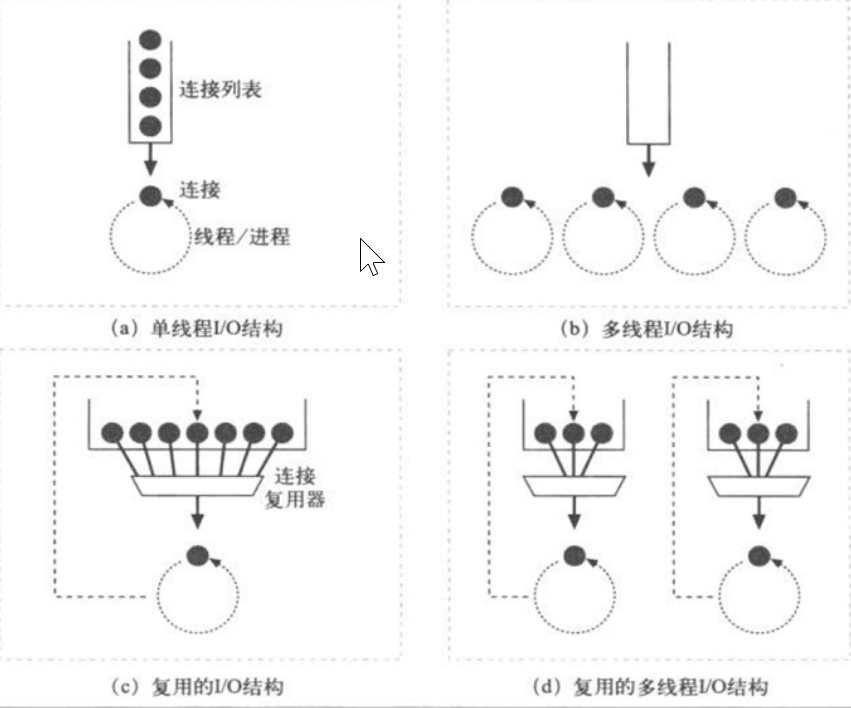 连接列表
连接
线程/进程
（a）单线程I/O结构
（b）多线程I/O结构
连接
复用器
（c）复用的I/O结构
（d）复用的多线程I/O结构